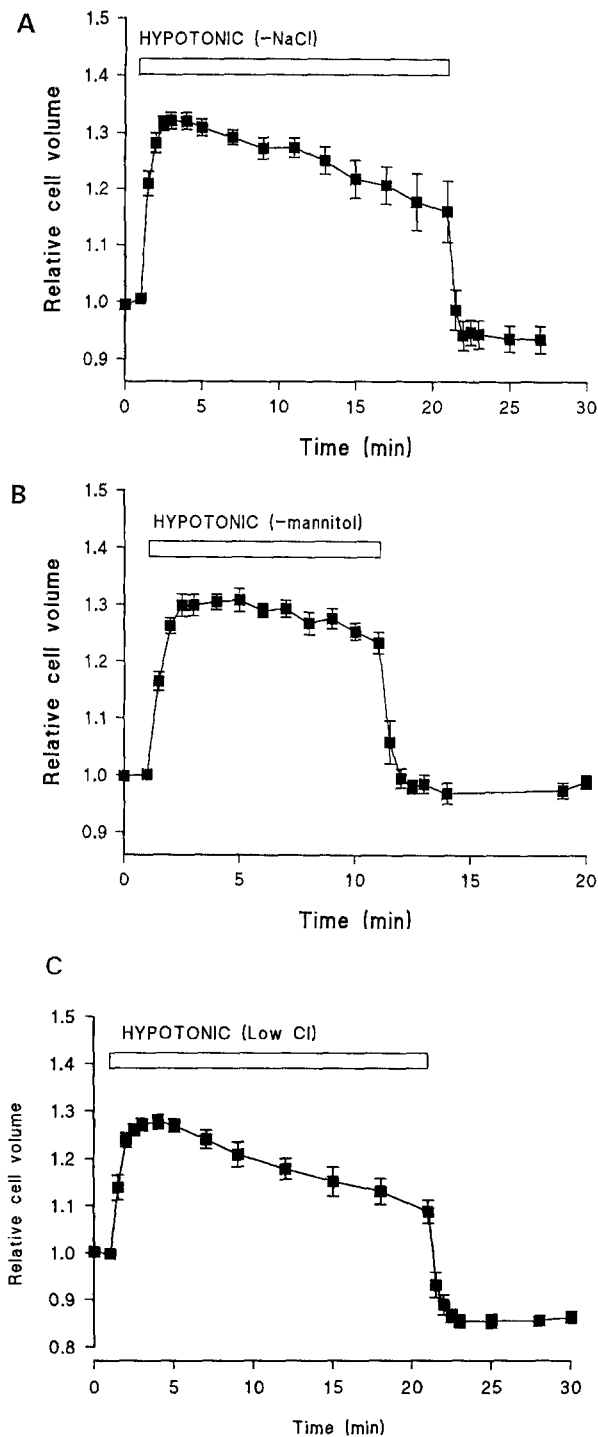 A
HYPOTONIC (-NaCl)
Relative cell volume
1.5
1.4
1.3
1.2
1.1
1.0
0.9
0 5 10 15 20 25 30
Time (min)
B
HYPOTONIC (-mannitol)
Relative cell volume
1.5
1.4
1.3
1.2
1.1
1.0
0.9
0 5 10 15 20
Time (min)
C
HYPOTONIC (Low Cl)
Relative cell volume
1.5
1.4
1.3
1.2
1.1
1.0
0.9
0.8
0 5 10 15 20 25 30
Time (min)